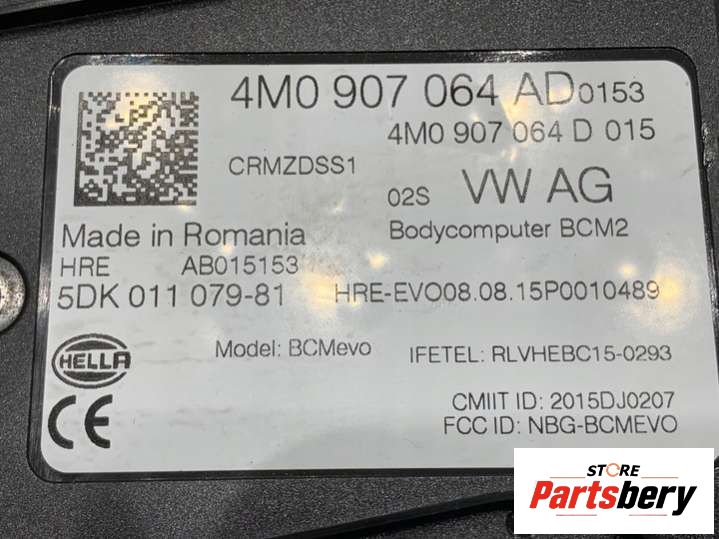 4M0 907 064 AD0153
4M0 907 064 D 015
CRMZDSS1
02S VW AG
Made in Romania
Bodycomputer BCM2
HRE AB015153
5DK 011 079-81 HRE-EVO08.08.15P0010489
HELLA
Model: BCMevo
IFETEL: RLVHEBC15-0293
CE
CMIIT ID: 2015DJ0207
FCC ID: NBG-BCMEVO
STORE
Partsbery